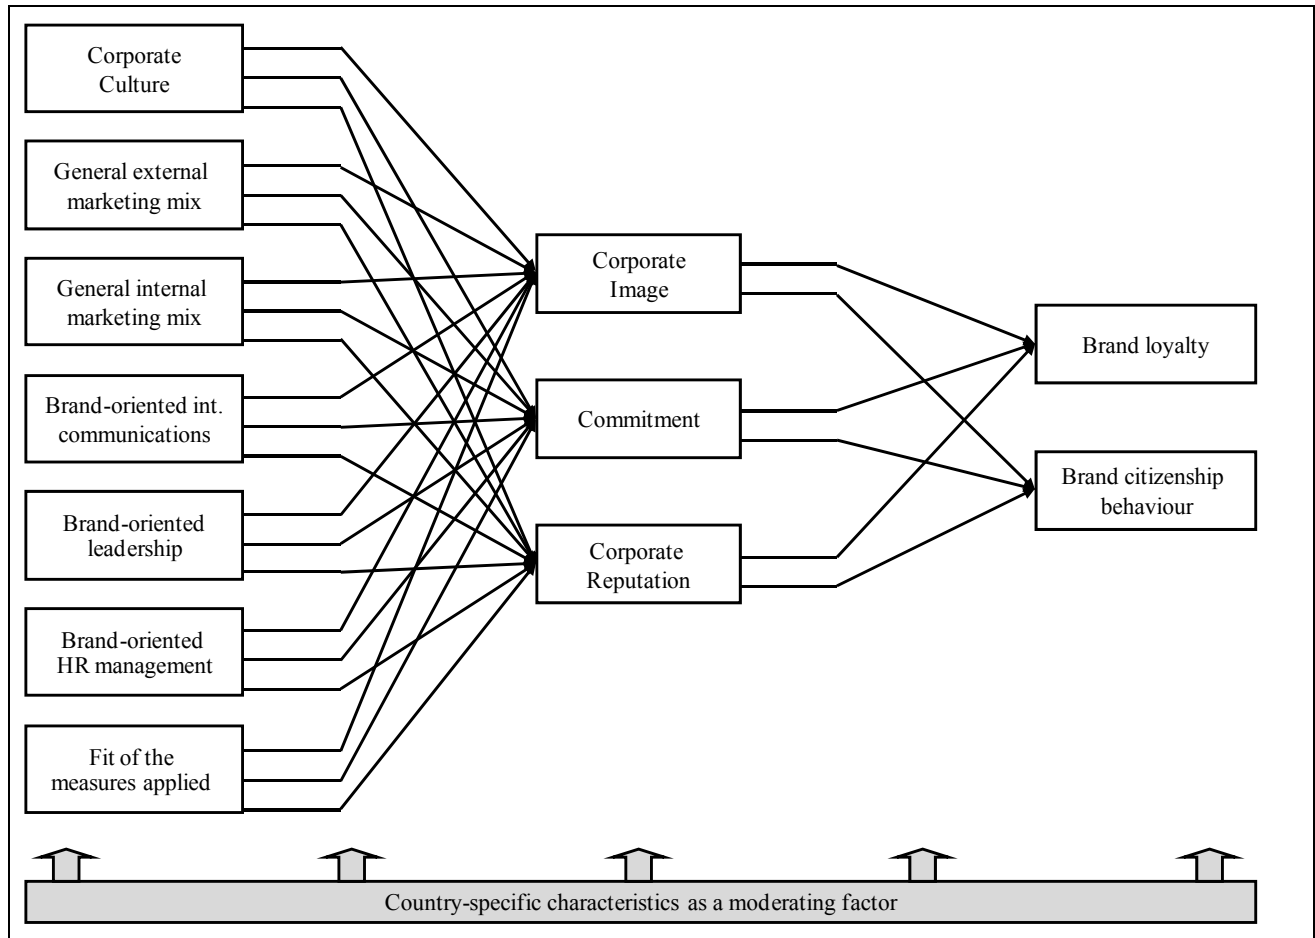 Corporate
Culture
General external
marketing mix
General internal
marketing mix
Brand-oriented int.
communications
Brand-oriented
leadership
Brand-oriented
HR management
Fit of the
measures applied
Corporate
Image
Commitment
Corporate
Reputation
Brand loyalty
Brand citizenship
behaviour
Country-specific characteristics as a moderating factor